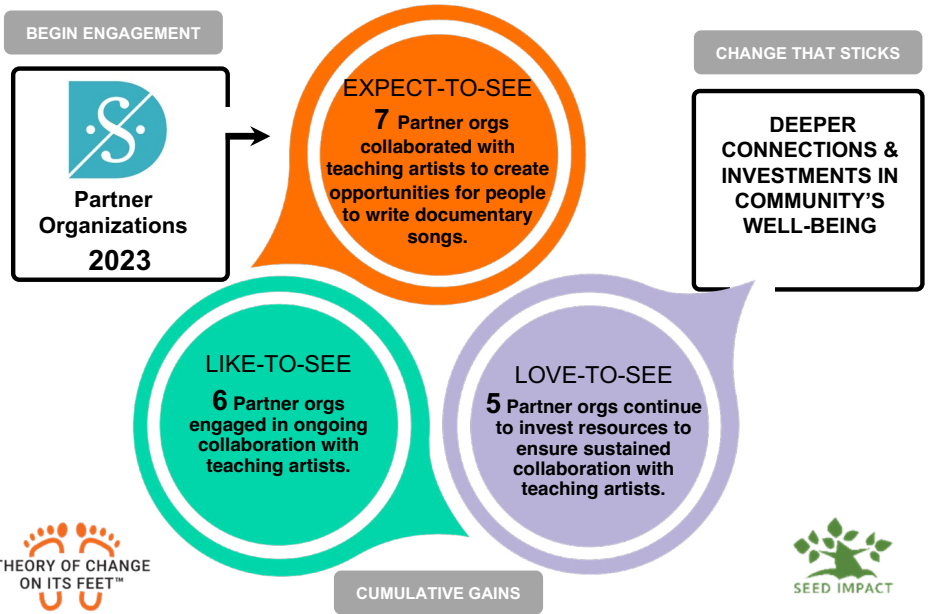 BEGIN ENGAGEMENT
DS
Partner
Organizations
2023
EXPECT-TO-SEE
7 Partner orgs
collaborated with
teaching artists to create
opportunities for people
to write documentary
songs.
CHANGE THAT STICKS
DEEPER
CONNECTIONS &
INVESTMENTS IN
COMMUNITY’S
WELL-BEING
LIKE-TO-SEE
6 Partner orgs
engaged in ongoing
collaboration with
teaching artists.
LOVE-TO-SEE
5 Partner orgs continue
to invest resources to
ensure sustained
collaboration with
teaching artists.
THEORY OF CHANGE
ON ITS FEET™
CUMULATIVE GAINS
SEED IMPACT